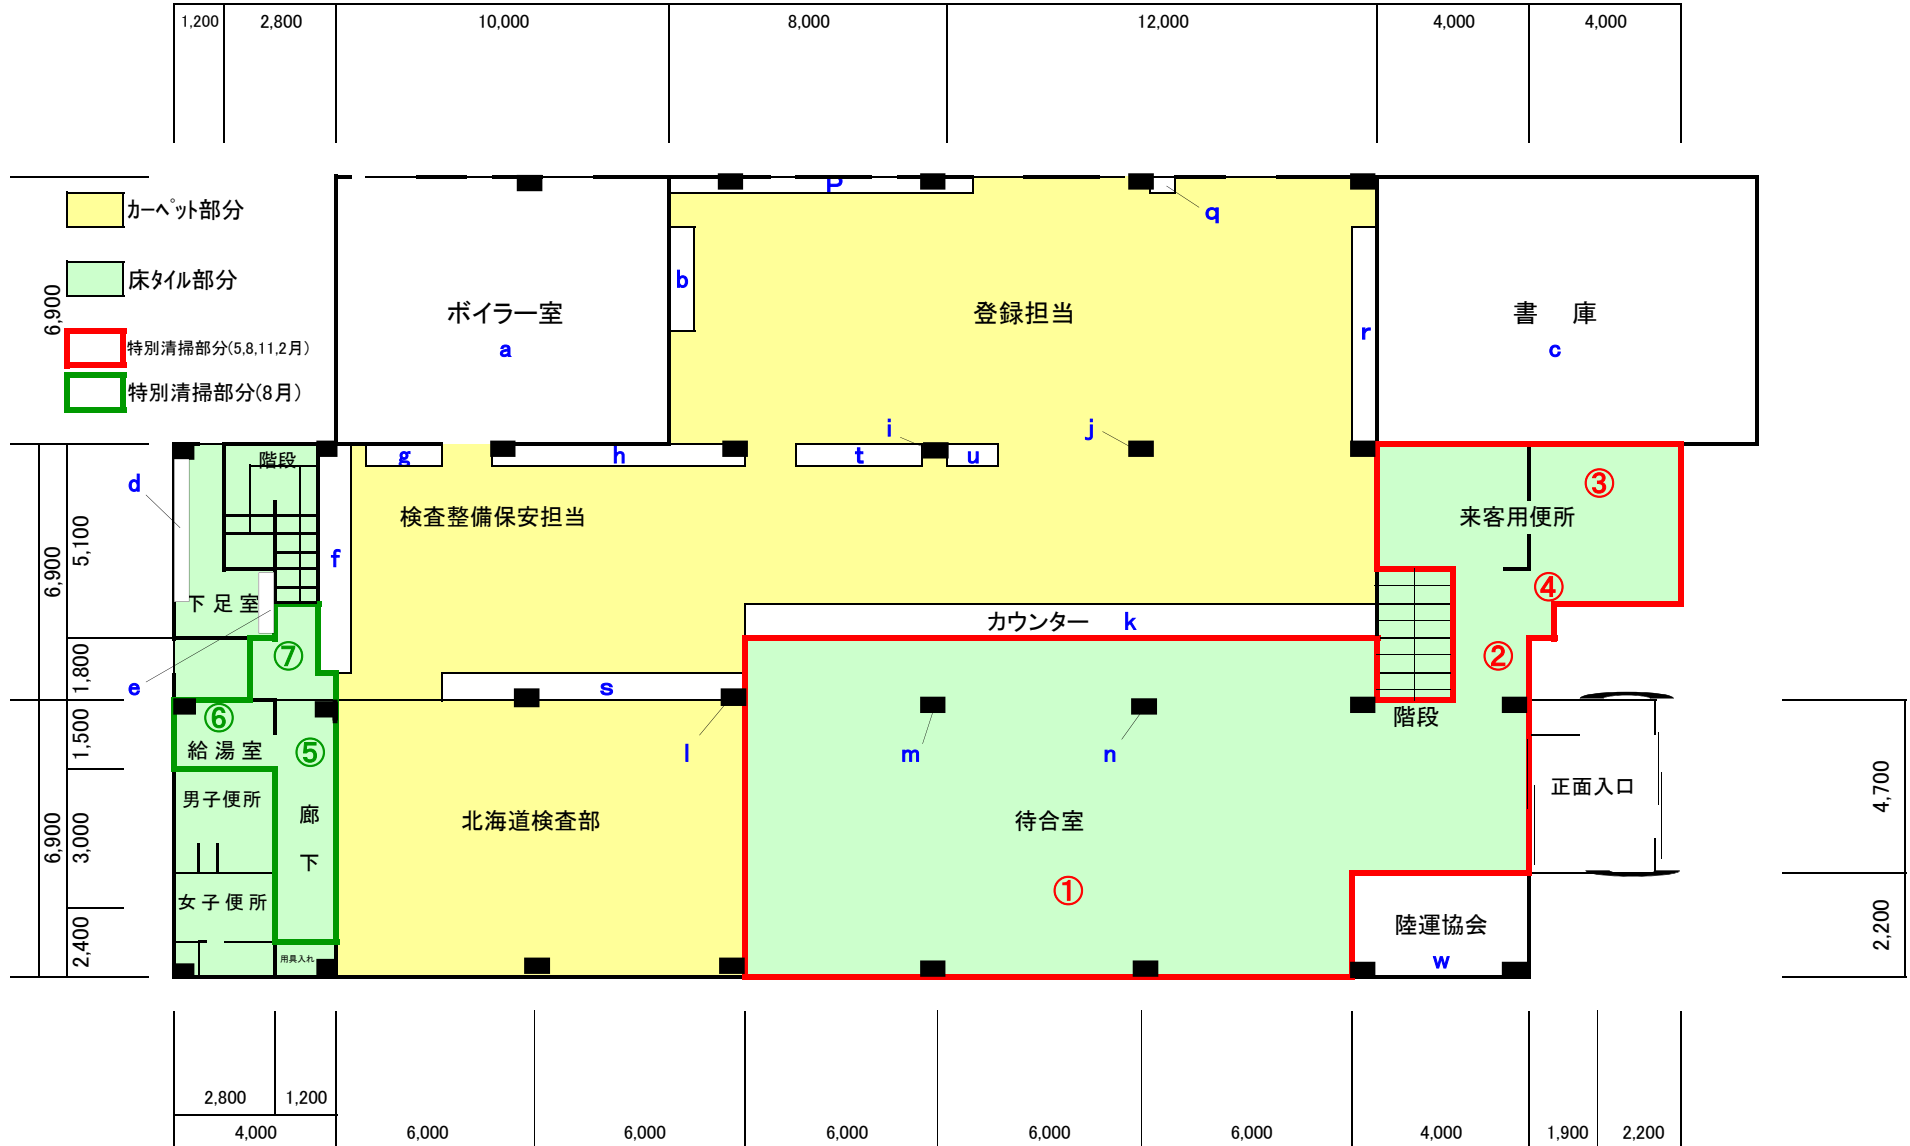 1,200 2,800 10,000 8,000 12,000 4,000 4,000
カーペット部分
床タイル部分
特別清掃部分(5,8,11,2月)
特別清掃部分(8月)
6,900
P
q
b
ボイラー室
a
登録担当
r
書 庫
c
i
j
階段
g
h
t
u
③
d
検査整備保安担当
来客用便所
f
5,100
6,900
下足室
④
カウンター k
⑦
②
1,800
e
s
⑥
階段
1,500
給湯室
⑤
l
m
n
正面入口
4,700
男子便所
廊下
北海道検査部
待合室
3,000
6,900
①
女子便所
陸運協会
w
2,200
2,400
用具入れ
2,800 1,200
4,000 6,000 6,000 6,000 6,000 6,000 4,000 1,900 2,200